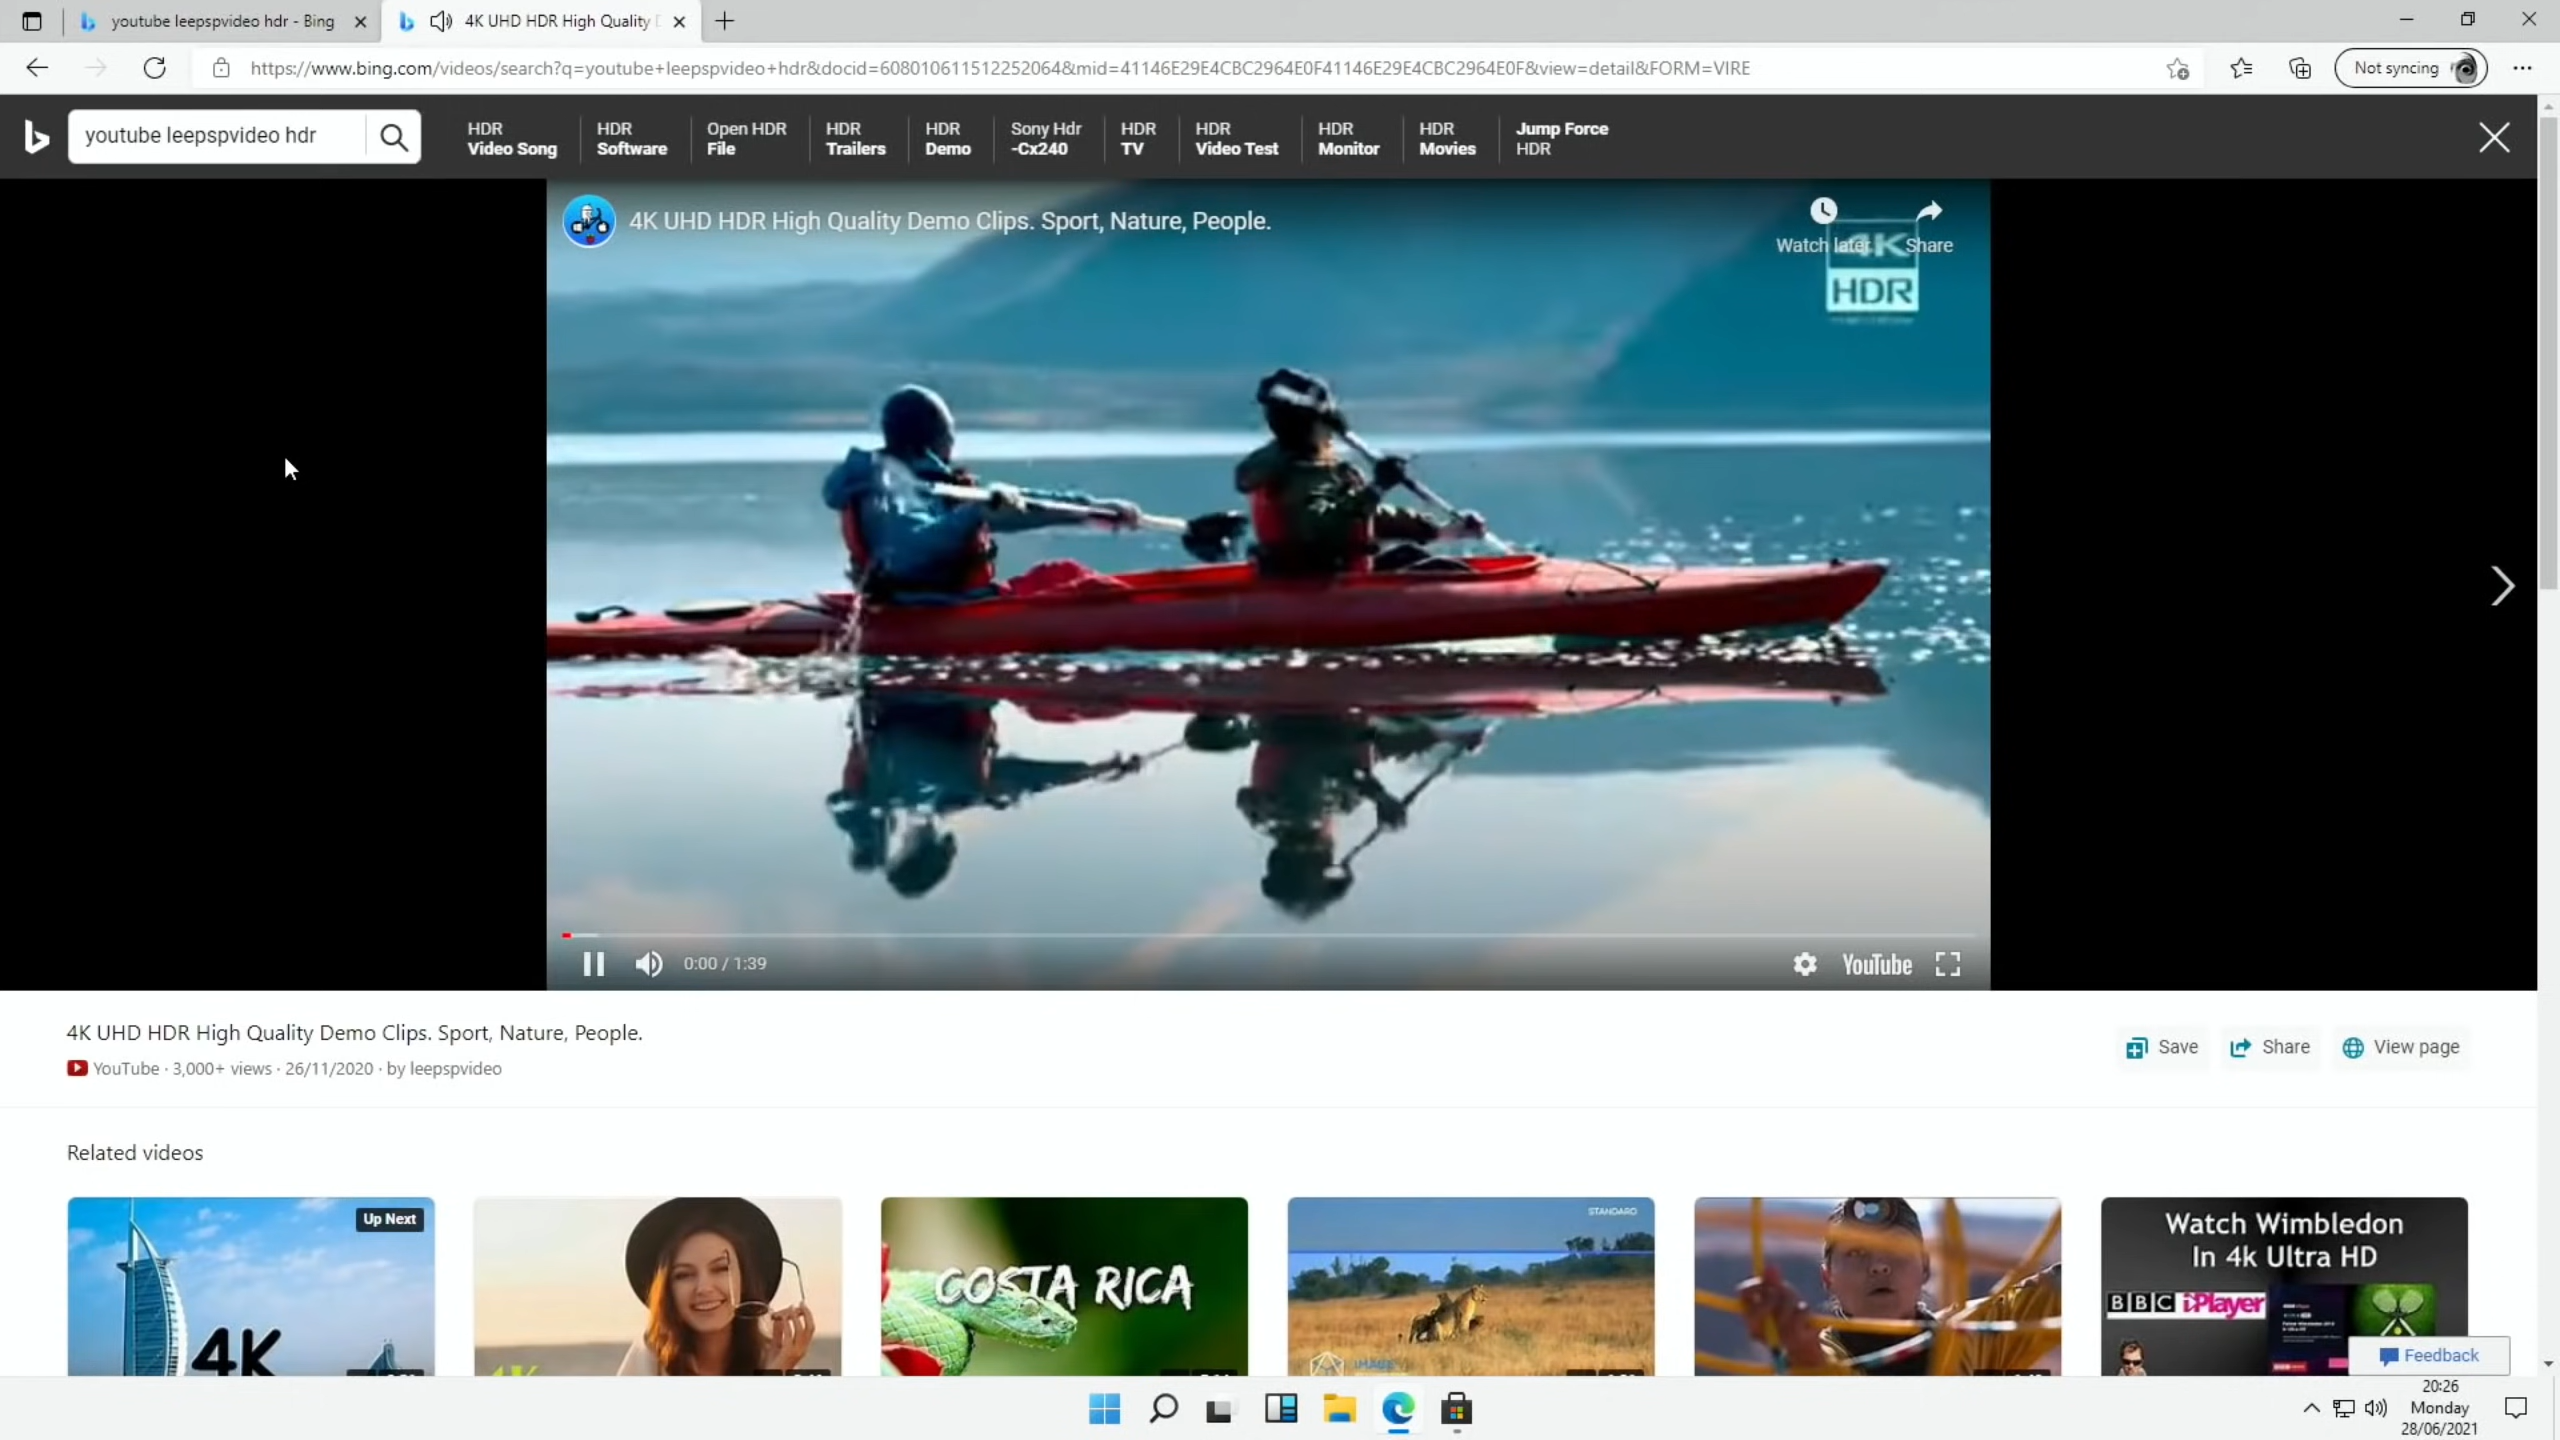 youtube leepspvideo hdr - Bing
4K UHD HDR High Quality
https://www.bing.com/videos/search?q=youtube+leepspvideo+hdr&docid=608010611512252064&mid=41146E29E4CBC2964E0F41146E29E4CBC2964E0F&view=detail&FORM=VIRE
Not syncing
youtube leepspvideo hdr
HDR
Video Song
HDR
Software
Open HDR
File
HDR
Trailers
HDR
Demo
Sony Hdr
-Cx240
HDR
TV
HDR
Video Test
HDR
Monitor
HDR
Movies
Jump Force
HDR
4K UHD HDR High Quality Demo Clips. Sport, Nature, People.
Watch later
Share
4K
HDR
0:00 / 1:39
YouTube
4K UHD HDR High Quality Demo Clips. Sport, Nature, People.
YouTube · 3,000+ views · 26/11/2020 · by leepspvideo
Save
Share
View page
Related videos
Up Next
4K
COSTA RICA
STANDARD
IMAGE
Watch Wimbledon
In 4k Ultra HD
BBC iPlayer
Feedback
20:26
Monday
28/06/2021